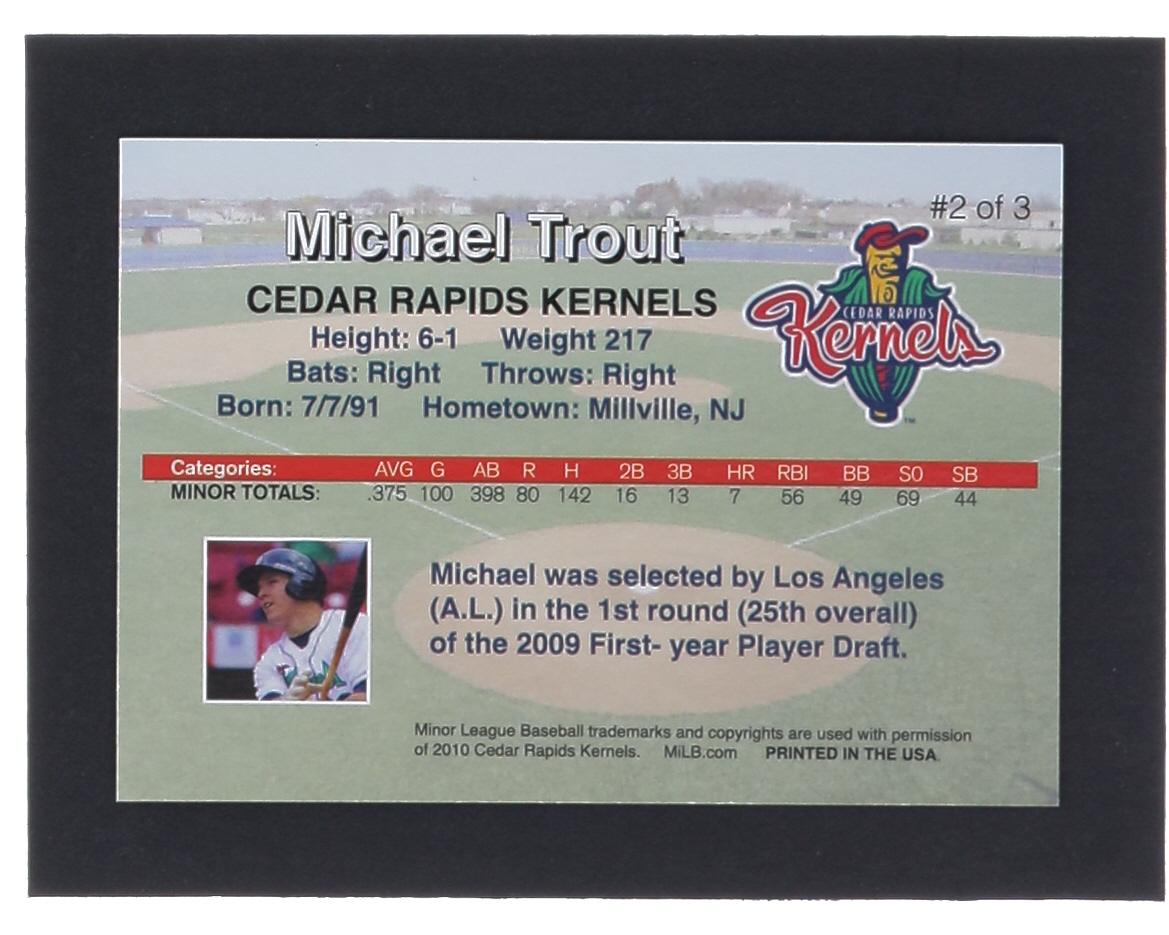 #2 of 3
Michael Trout
CEDAR RAPIDS KERNELS
CEDAR RAPIDS
Kernels
TM
Height: 6-1 Weight 217
Bats: Right Throws: Right
Born: 7/7/91 Hometown: Millville, NJ
Categories: AVG G AB R H 2B 3B HR RBI BB SO SB
MINOR TOTALS: .375 100 398 80 142 16 13 7 56 49 69 44
Michael was selected by Los Angeles
(A.L.) in the 1st round (25th overall)
of the 2009 First- year Player Draft.
Minor League Baseball trademarks and copyrights are used with permission
of 2010 Cedar Rapids Kernels. MiLB.com PRINTED IN THE USA.